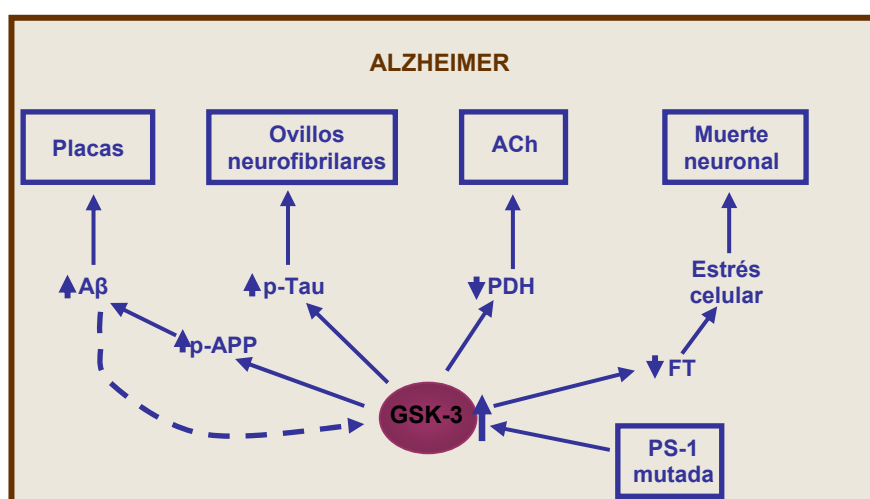 ALZHEIMER
Placas
Ovillos
neurofibrilares
ACh
Muerte
neuronal
Aβ
p-Tau
PDH
Estrés
celular
p-APP
FT
GSK-3
PS-1
mutada